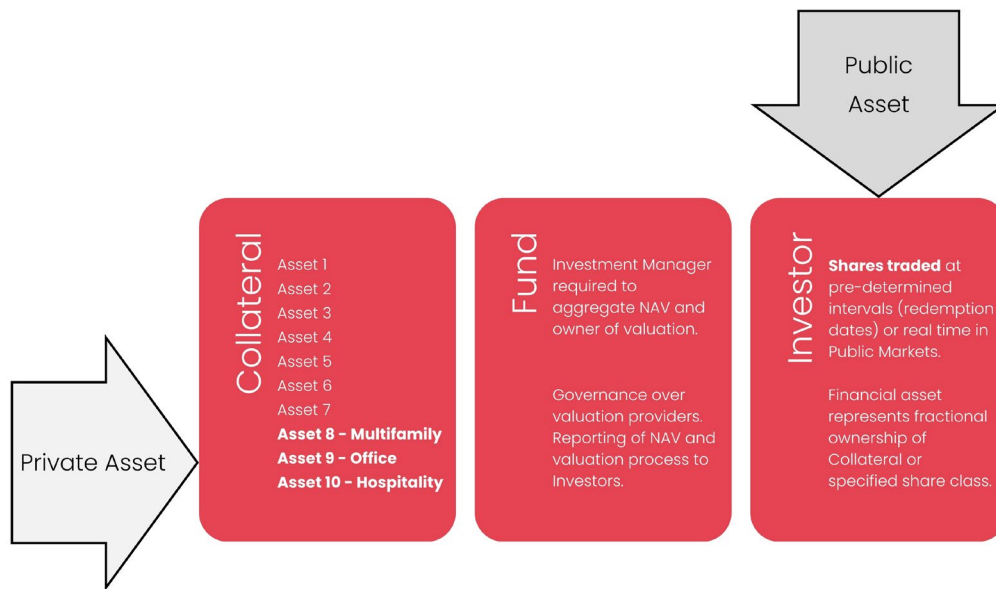 Public
Asset
Private Asset
Collateral
Asset 1
Asset 2
Asset 3
Asset 4
Asset 5
Asset 6
Asset 7
Asset 8 - Multifamily
Asset 9 - Office
Asset 10 - Hospitality
Fund
Investment Manager
required to
aggregate NAV and
owner of valuation.
Governance over
valuation providers.
Reporting of NAV and
valuation process to
Investors.
Investor
Shares traded at
pre-determined
intervals (redemption
dates) or real time in
Public Markets.
Financial asset
represents fractional
ownership of
Collateral or
specified share class.